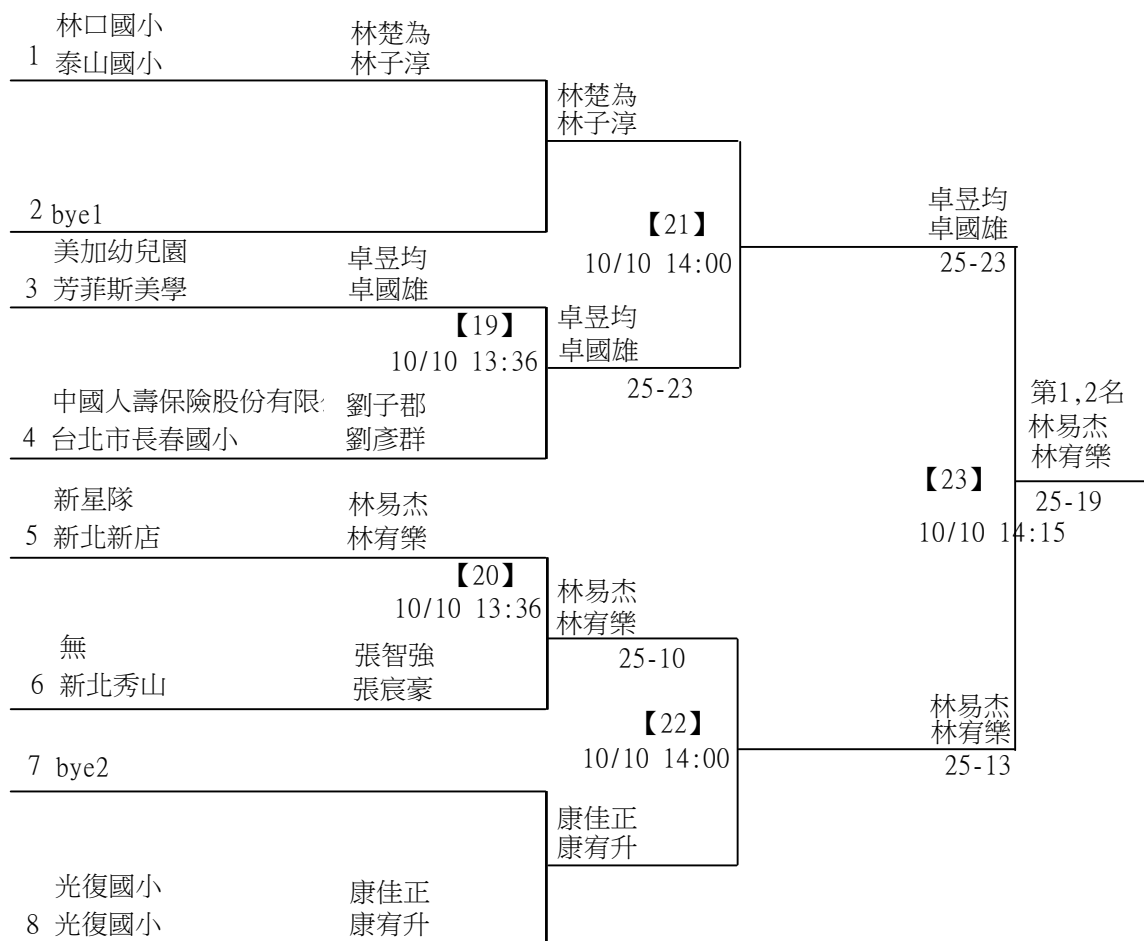 林口國小 林楚為
1 泰山國小 林子淳
林楚為
林子淳
2 bye1
【21】
10/10 14:00
卓昱均
卓國雄
25-23
美加幼兒園 卓昱均
3 芳菲斯美學 卓國雄
【19】
10/10 13:36
卓昱均
卓國雄
25-23
中國人壽保險股份有限 劉子郡
4 台北市長春國小 劉彥群
第1,2名
林易杰
林宥樂
25-19
【23】
10/10 14:15
新星隊 林易杰
5 新北新店 林宥樂
【20】
10/10 13:36
林易杰
林宥樂
25-10
無 張智強
6 新北秀山 張宸豪
【22】
10/10 14:00
林易杰
林宥樂
25-13
7 bye2
康佳正
康宥升
光復國小 康佳正
8 光復國小 康宥升